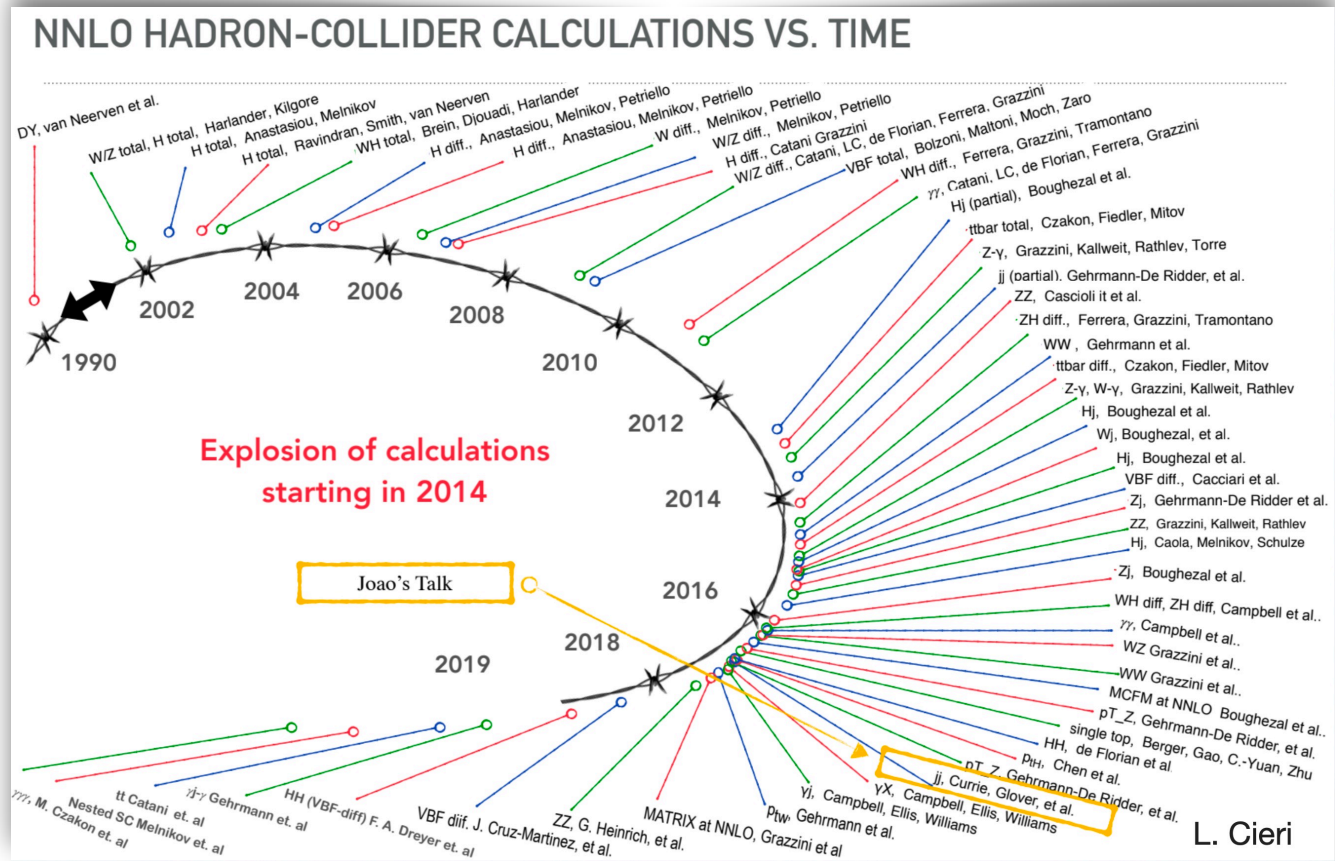 NNLO HADRON-COLLIDER CALCULATIONS VS. TIME
DY, van Neerven et al.
W/Z total, H total, Harlander, Kilgore
H total, Anastasiou, Melnikov
H total, Ravindran, Smith, van Neerven
WH total, Brein, Djouadi, Harlander
H diff., Anastasiou, Melnikov, Petriello
H diff., Anastasiou, Melnikov, Petriello
W diff., Melnikov, Petriello
W/Z diff., Melnikov, Petriello
H diff., Catani Grazzini
W/Z diff., Catani, LC, de Florian, Ferrera, Grazzini
VBF total, Bolzoni, Maltoni, Moch, Zaro
WH diff., Ferrera, Grazzini, Tramontano
γγ, Catani, LC, de Florian, Ferrera, Grazzini
Hj (partial), Boughezal et al.
ttbar total, Czakon, Fiedler, Mitov
Z-γ, Grazzini, Kallweit, Rathlev, Torre
jj (partial), Gehrmann-De Ridder, et al.
ZZ, Cascioli it et al.
ZH diff., Ferrera, Grazzini, Tramontano
WW , Gehrmann et al.
ttbar diff., Czakon, Fiedler, Mitov
Z-γ, W-γ, Grazzini, Kallweit, Rathlev
Hj, Boughezal et al.
Wj, Boughezal, et al.
Hj, Boughezal et al.
VBF diff., Cacciari et al.
Zj, Gehrmann-De Ridder et al.
ZZ, Grazzini, Kallweit, Rathlev
Hj, Caola, Melnikov, Schulze
Zj, Boughezal et al.
WH diff, ZH diff, Campbell et al..
γγ, Campbell et al..
WZ Grazzini et al..
WW Grazzini et al..
MCFM at NNLO Boughezal et al..
pT_Z, Gehrmann-De Ridder, et al.
single top, Berger, Gao, C.-Yuan, Zhu
HH, de Florian et al
PtH, Chen et al.
pT_Z, Gehrmann-De Ridder, et al.
jj, Currie, Glover, et al.
γX, Campbell, Ellis, Williams
γj, Campbell, Ellis, Williams
Ptw, Gehrmann et al.
MATRIX at NNLO, Grazzini et al
ZZ, G. Heinrich, et al.
VBF diif. J. Cruz-Martinez, et al.
HH (VBF-diff) F. A. Dreyer et. al
γj-γ Gehrmann et. al
tt Catani et. al
Nested SC Melnikov et. al
γγγ, M. Czakon et. al
1990
2002
2004
2006
2008
2010
2012
2014
2016
2018
2019
Explosion of calculations
starting in 2014
Joao's Talk
L. Cieri